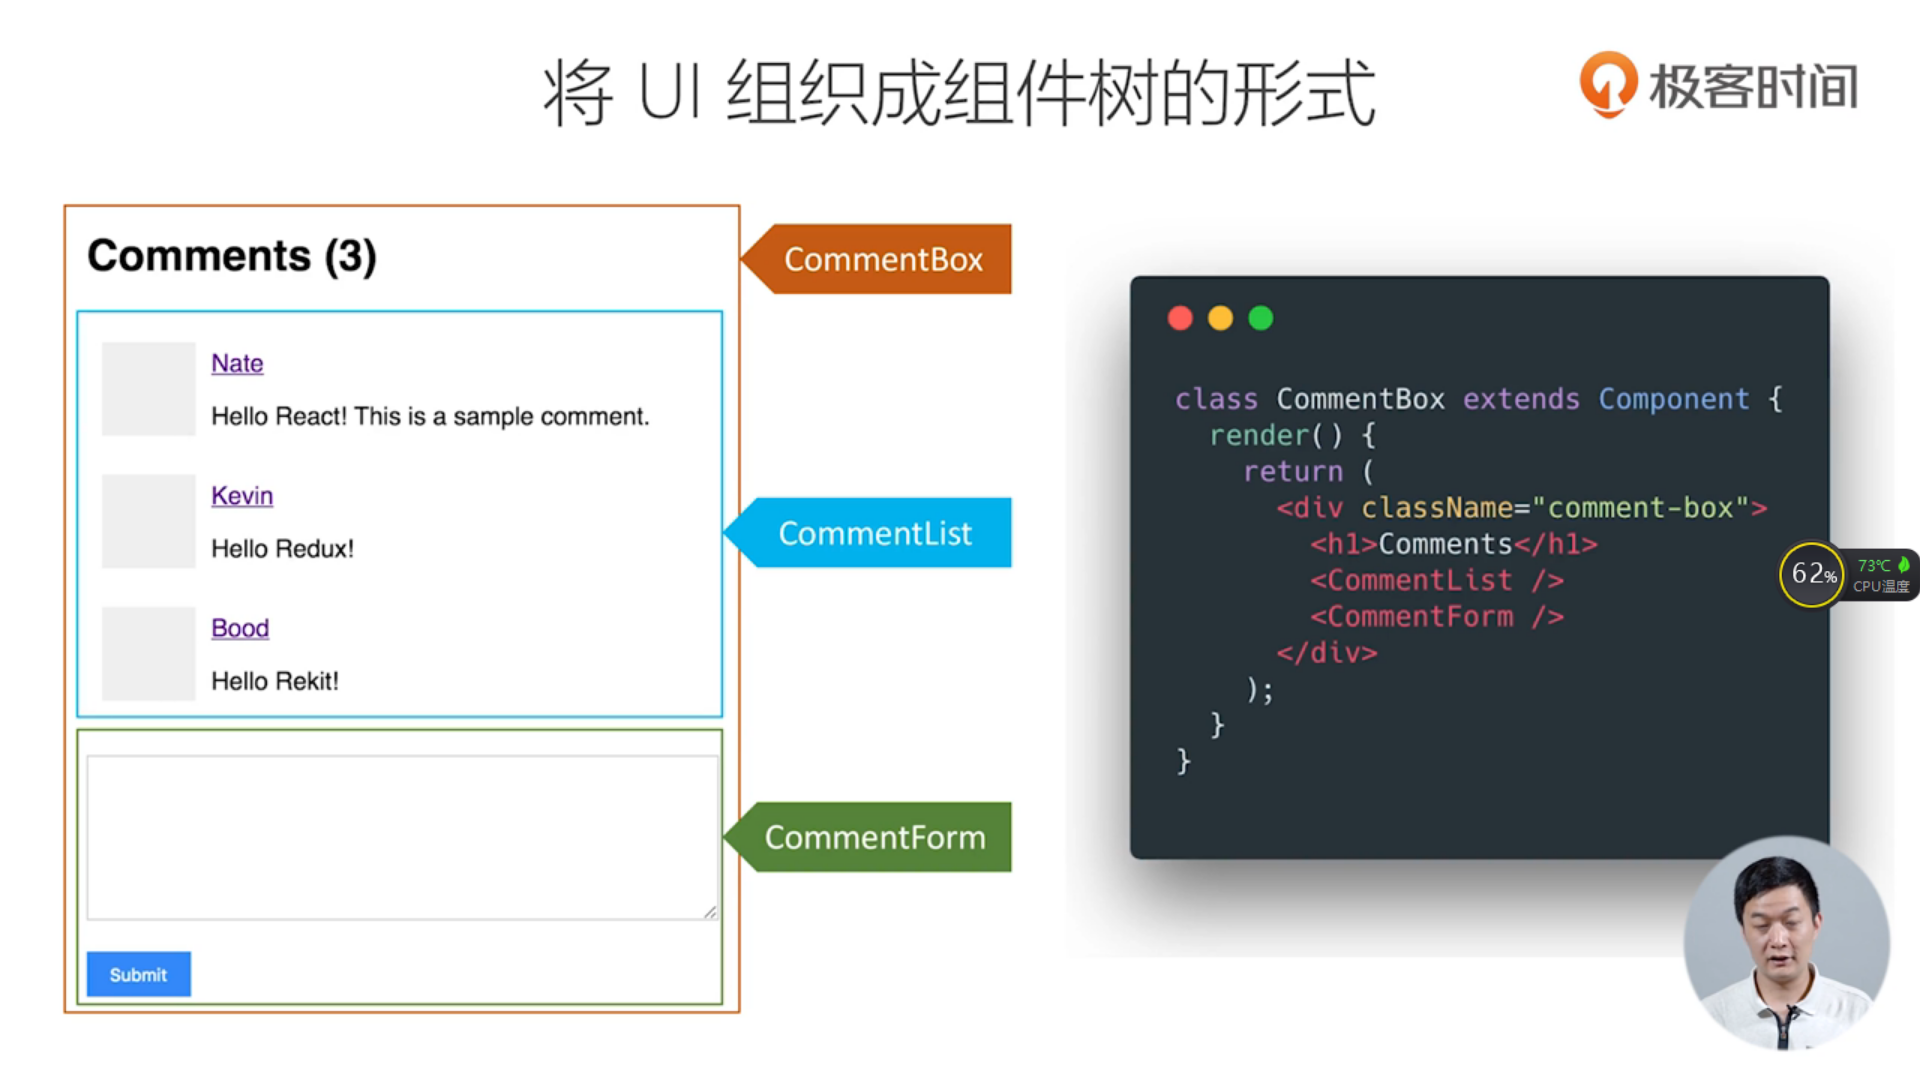 将 UI 组织成组件树的形式
极客时间
Comments (3)
CommentBox
Nate
Hello React! This is a sample comment.
Kevin
Hello Redux!
CommentList
Bood
Hello Rekit!
CommentForm
Submit
class CommentBox extends Component {
render() {
return (
<div className="comment-box">
<h1>Comments</h1>
<CommentList />
<CommentForm />
</div>
);
}
}
62%
73℃
CPU温度